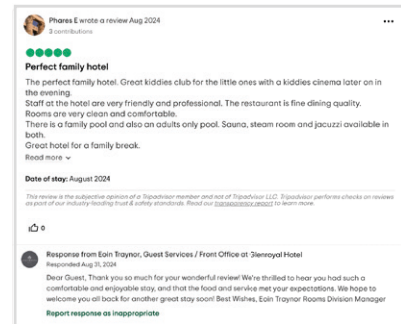 Phares E wrote a review Aug 2024
3 contributions
Perfect family hotel
The perfect family hotel. Great kiddies club for the little ones with a kiddies cinema later on in
the evening.
Staff at the hotel are very friendly and professional. The restaurant is fine dining quality.
Rooms are very clean and comfortable.
There is a family pool and also an adults only pool. Sauna, steam room and jacuzzi available in
both.
Great hotel for a family break.
Read more
Date of stay: August 2024
This review is the subjective opinion of a Tripadvisor member and not of Tripadvisor LLC. Tripadvisor performs checks on reviews
as part of our industry-leading trust & safety standards. Read our transparency report to learn more.
0
Response from Eoin Traynor, Guest Services / Front Office at Glenroyal Hotel
Responded Aug 31, 2024
Dear Guest, Thank you so much for your wonderful review! We're thrilled to hear you had such a
comfortable and enjoyable stay, and that the food and service met your expectations. We hope to
welcome you all back for another great stay soon! Best Wishes, Eoin Traynor Rooms Division Manager
Report response as inappropriate